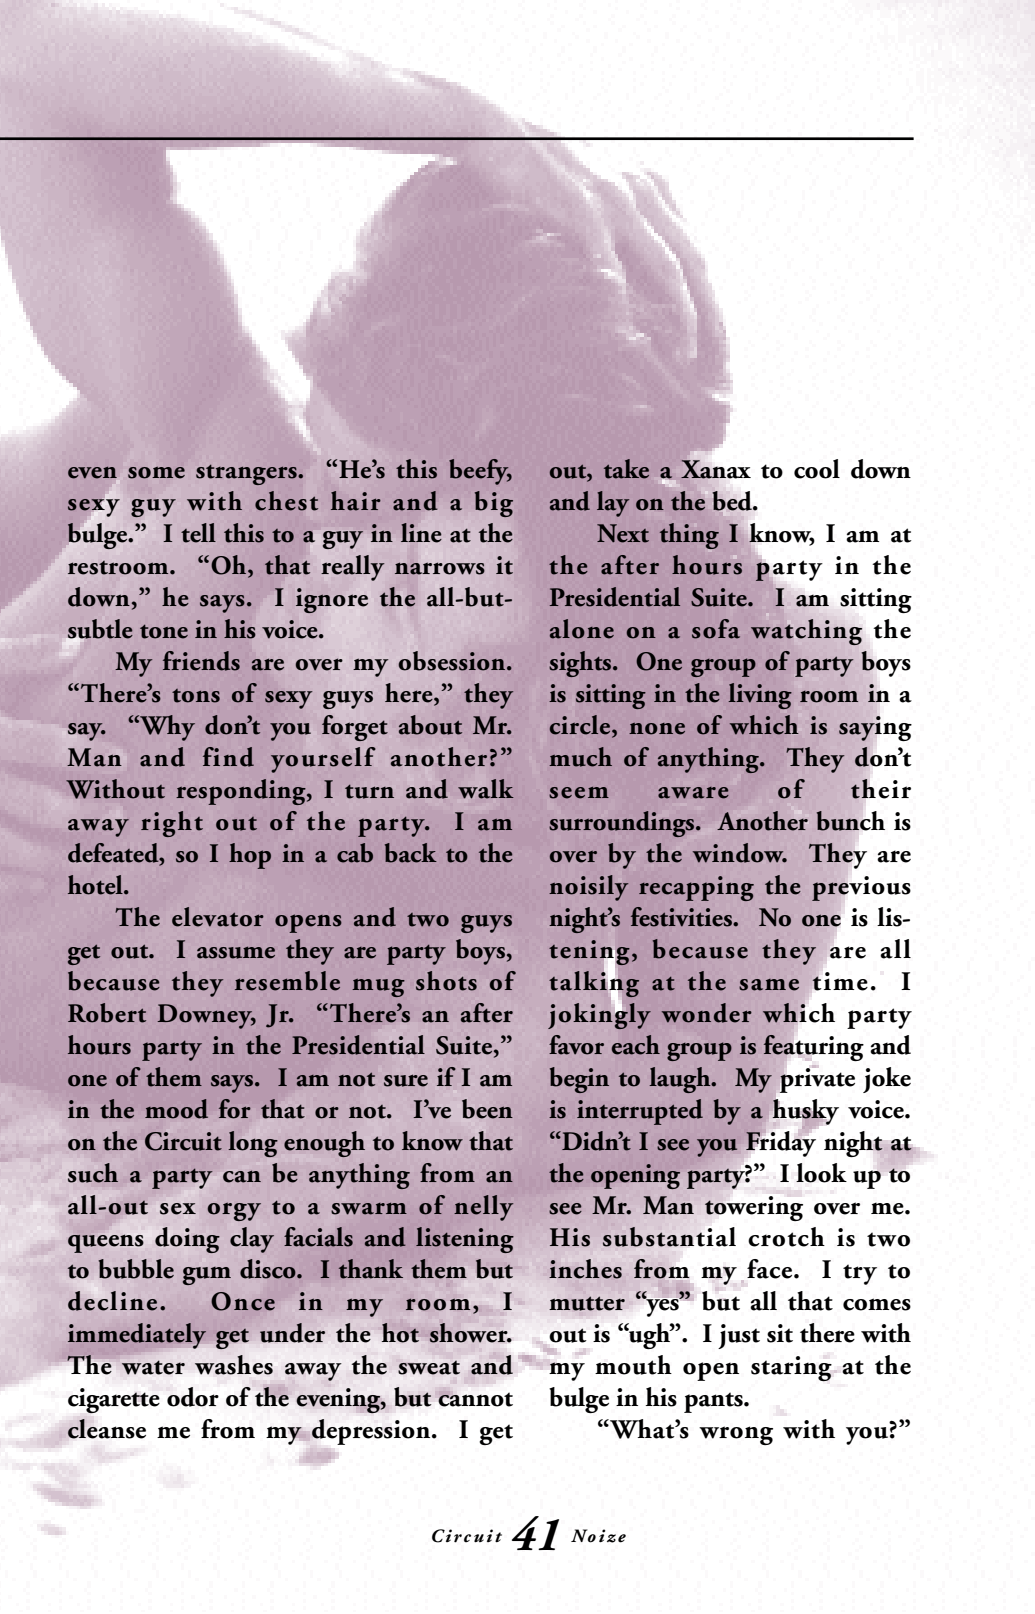 even some strangers. “He’s this beefy,
sexy guy with chest hair and a big
bulge.” I tell this to a guy in line at the
restroom. “Oh, that really narrows it
down,” he says. I ignore the all-but-
subtle tone in his voice.
My friends are over my obsession.
“There’s tons of sexy guys here,” they
say. “Why don’t you forget about Mr.
Man and find yourself another?”
Without responding, I turn and walk
away right out of the party. I am
defeated, so I hop in a cab back to the
hotel.
The elevator opens and two guys
get out. I assume they are party boys,
because they resemble mug shots of
Robert Downey, Jr. “There’s an after
hours party in the Presidential Suite,”
one of them says. I am not sure if I am
in the mood for that or not. I’ve been
on the Circuit long enough to know that
such a party can be anything from an
all-out sex orgy to a swarm of nelly
queens doing clay facials and listening
to bubble gum disco. I thank them but
decline. Once in my room, I
immediately get under the hot shower.
The water washes away the sweat and
cigarette odor of the evening, but cannot
cleanse me from my depression. I get
out, take a Xanax to cool down
and lay on the bed.
Next thing I know, I am at
the after hours party in the
Presidential Suite. I am sitting
alone on a sofa watching the
sights. One group of party boys
is sitting in the living room in a
circle, none of which is saying
much of anything. They don’t
seem aware of their
surroundings. Another bunch is
over by the window. They are
noisily recapping the previous
night’s festivities. No one is lis-
tening, because they are all
talking at the same time. I
jokingly wonder which party
favor each group is featuring and
begin to laugh. My private joke
is interrupted by a husky voice.
“Didn’t I see you Friday night at
the opening party?” I look up to
see Mr. Man towering over me.
His substantial crotch is two
inches from my face. I try to
mutter “yes” but all that comes
out is “ugh”. I just sit there with
my mouth open staring at the
bulge in his pants.
“What’s wrong with you?”
Circuit 41 Noize